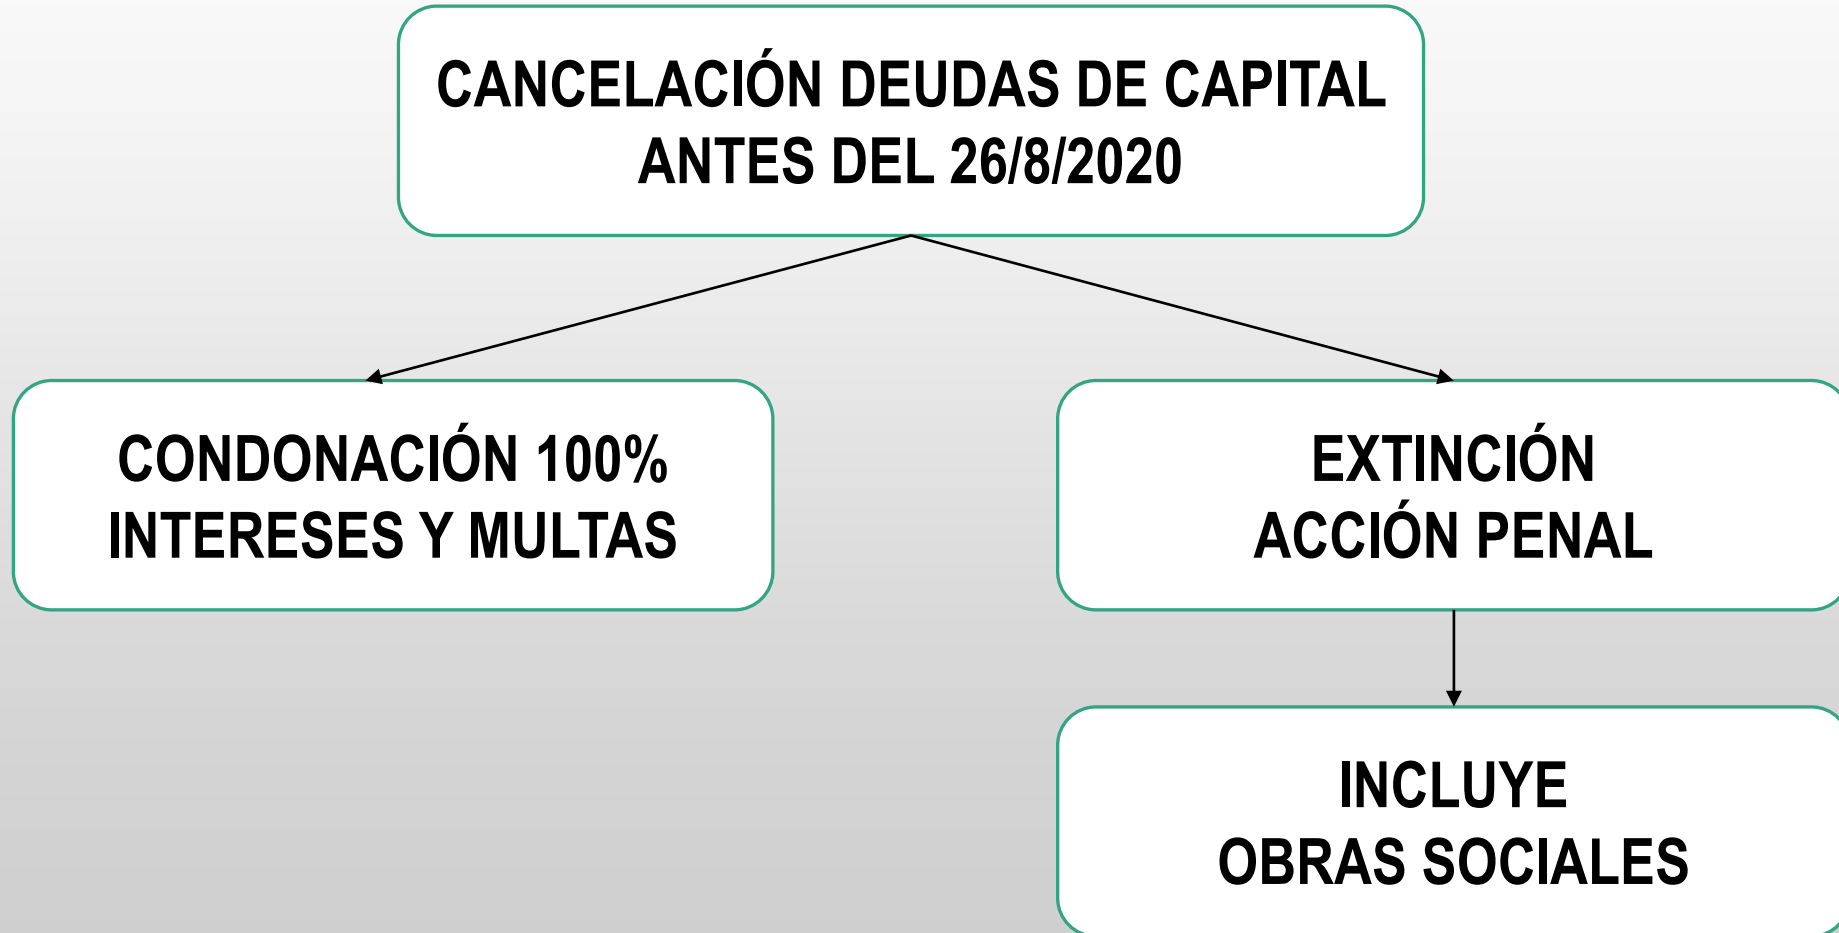 CANCELACIÓN DEUDAS DE CAPITAL
ANTES DEL 26/8/2020
CONDONACIÓN 100%
INTERESES Y MULTAS
EXTINCIÓN
ACCIÓN PENAL
INCLUYE
OBRAS SOCIALES